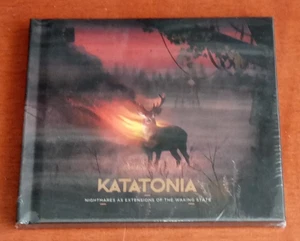 KATATONIA
NIGHTMARES AS EXTENSIONS OF THE WAKING STATE